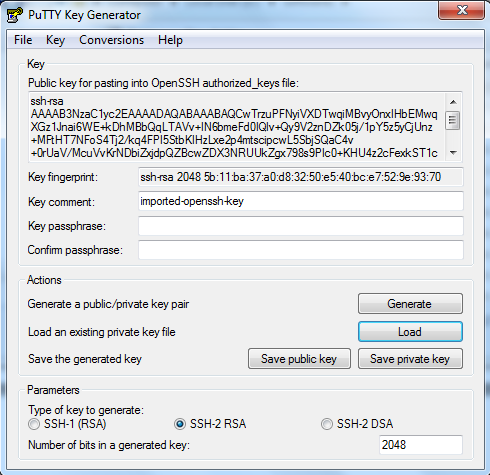 PuTTY Key Generator
File Key Conversions Help
Key
Public key for pasting into OpenSSH authorized_keys file:
ssh-rsa
AAAAB3NzaC1yc2EAAAADAQABAAABAQCwTrzuPFNyiVXDTwqiMBvyOnxIHbEMwq
XGz1Jnai6WE+kDhMBbQqLTAVv+IN6bmeFd0lQlv+Qy9V2znDZk05j/1pY5z5yCjUnz
+MFtHT7NFoS4Tj2/kq4FPI5StbKlHzLxe2p4mtscipcwL5SbjSQaC4v
+0rUaV/McuVvKrNDbiZxjdpQZBcwZDX3NRUUkZgx798s9PIc0+KHU4z2cFexkST1c
Key fingerprint: ssh-rsa 2048 5b:11:ba:37:a0:d8:32:50:e5:40:bc:e7:52:9e:93:70
Key comment: imported-openssh-key
Key passphrase:
Confirm passphrase:
Actions
Generate a public/private key pair Generate
Load an existing private key file Load
Save the generated key Save public key Save private key
Parameters
Type of key to generate:
SSH-1 (RSA) SSH-2 RSA SSH-2 DSA
Number of bits in a generated key: 2048